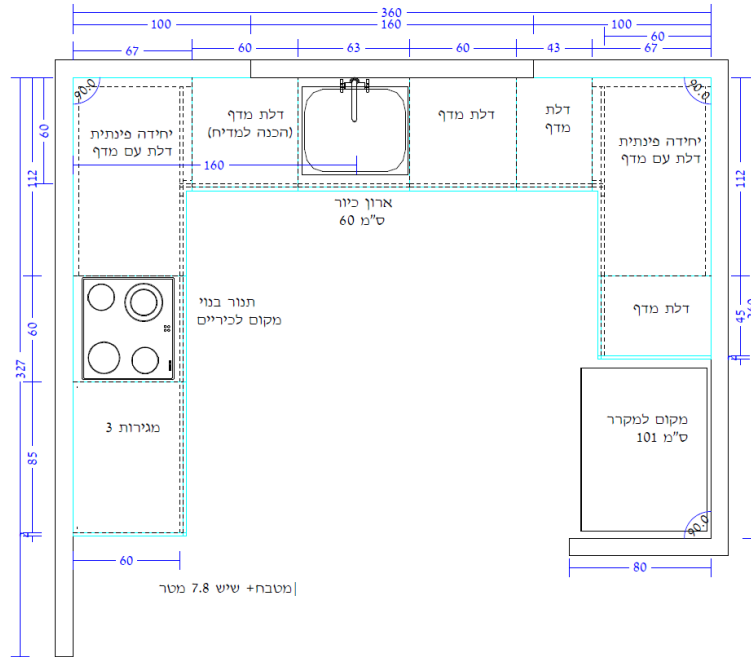 360
100
160
100
60
67
60
63
60
43
67
90.0
90.0
יחידה פינתית
דלת עם מדף
דלת מדף
(הכנה למדיח)
דלת מדף
דלת
מדף
יחידה פינתית
דלת עם מדף
60
112
160
112
ארון כיור
60 ס"מ
תנור בנוי
מקום לכיריים
דלת מדף
60
45
327
3 מגירות
מקום למקרר
101 ס"מ
85
90.0
60
80
מטבח+ שיש 7.8 מטר